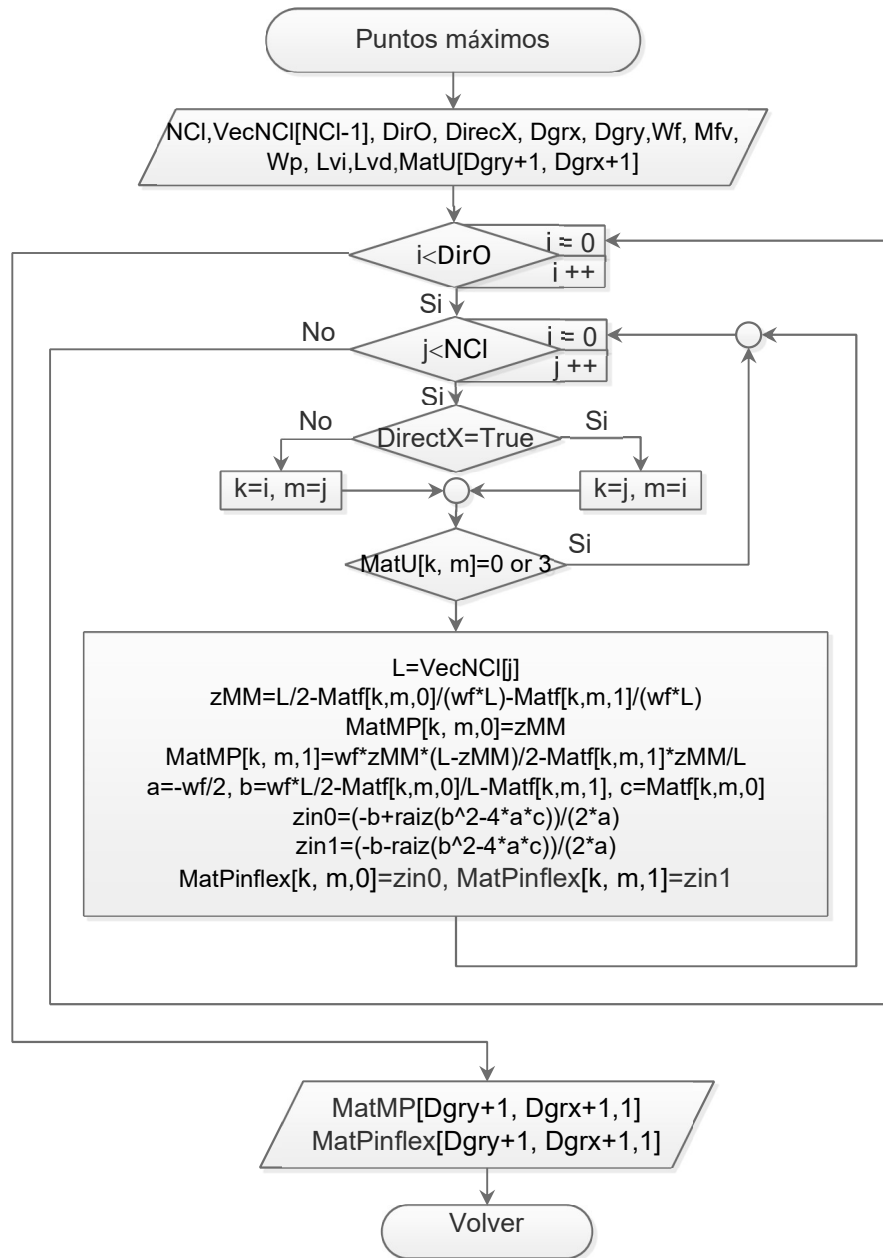 Puntos máximos
NCl,VecNCl[NCl-1], DirO, DirecX, Dgrx, Dgry,Wf, Mfv,
Wp, Lvi,Lvd,MatU[Dgry+1, Dgrx+1]
i<DirO
i = 0
i ++
Si
No
j<NCl
i = 0
j ++
Si
No
DirectX=True
Si
k=i, m=j
k=j, m=i
MatU[k, m]=0 or 3
Si
L=VecNCl[j]
zMM=L/2-Matf[k,m,0]/(wf*L)-Matf[k,m,1]/(wf*L)
MatMP[k, m,0]=zMM
MatMP[k, m,1]=wf*zMM*(L-zMM)/2-Matf[k,m,1]*zMM/L
a=-wf/2, b=wf*L/2-Matf[k,m,0]/L-Matf[k,m,1], c=Matf[k,m,0]
zin0=(-b+raiz(b^2-4*a*c))/(2*a)
zin1=(-b-raiz(b^2-4*a*c))/(2*a)
MatPinflex[k, m,0]=zin0, MatPinflex[k, m,1]=zin1
MatMP[Dgry+1, Dgrx+1,1]
MatPinflex[Dgry+1, Dgrx+1,1]
Volver